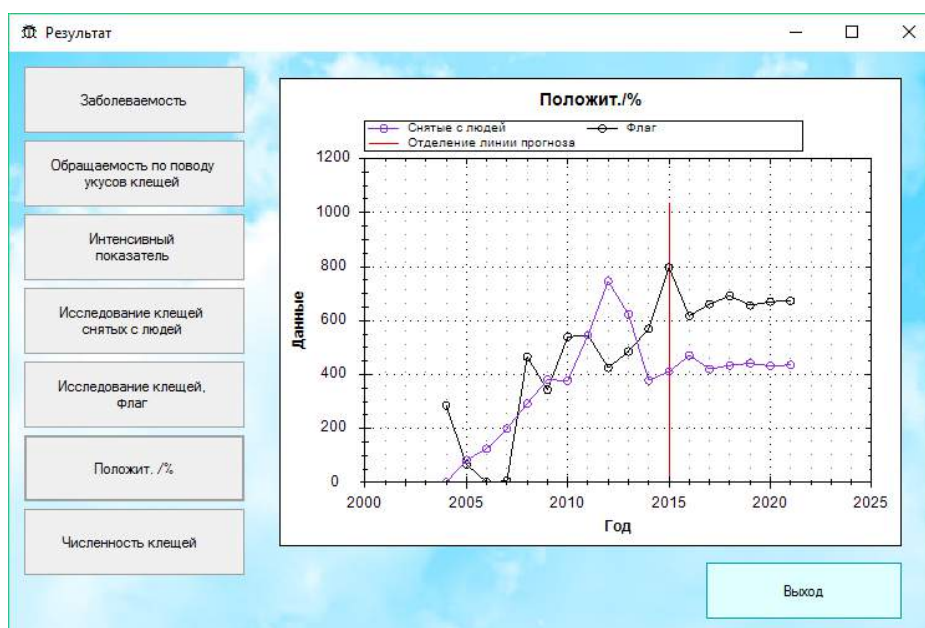 Результат
Заболеваемость
Обращаемость по поводу
укусов клещей
Интенсивный
показатель
Исследование клещей
снятых с людей
Исследование клещей,
флаг
Положит. /%
Численность клещей
Положит./%
Снятые с людей
Флаг
Отделение линии прогноза
Данные
1200
1000
800
600
400
200
0
2000 2005 2010 2015 2020 2025
Год
Выход